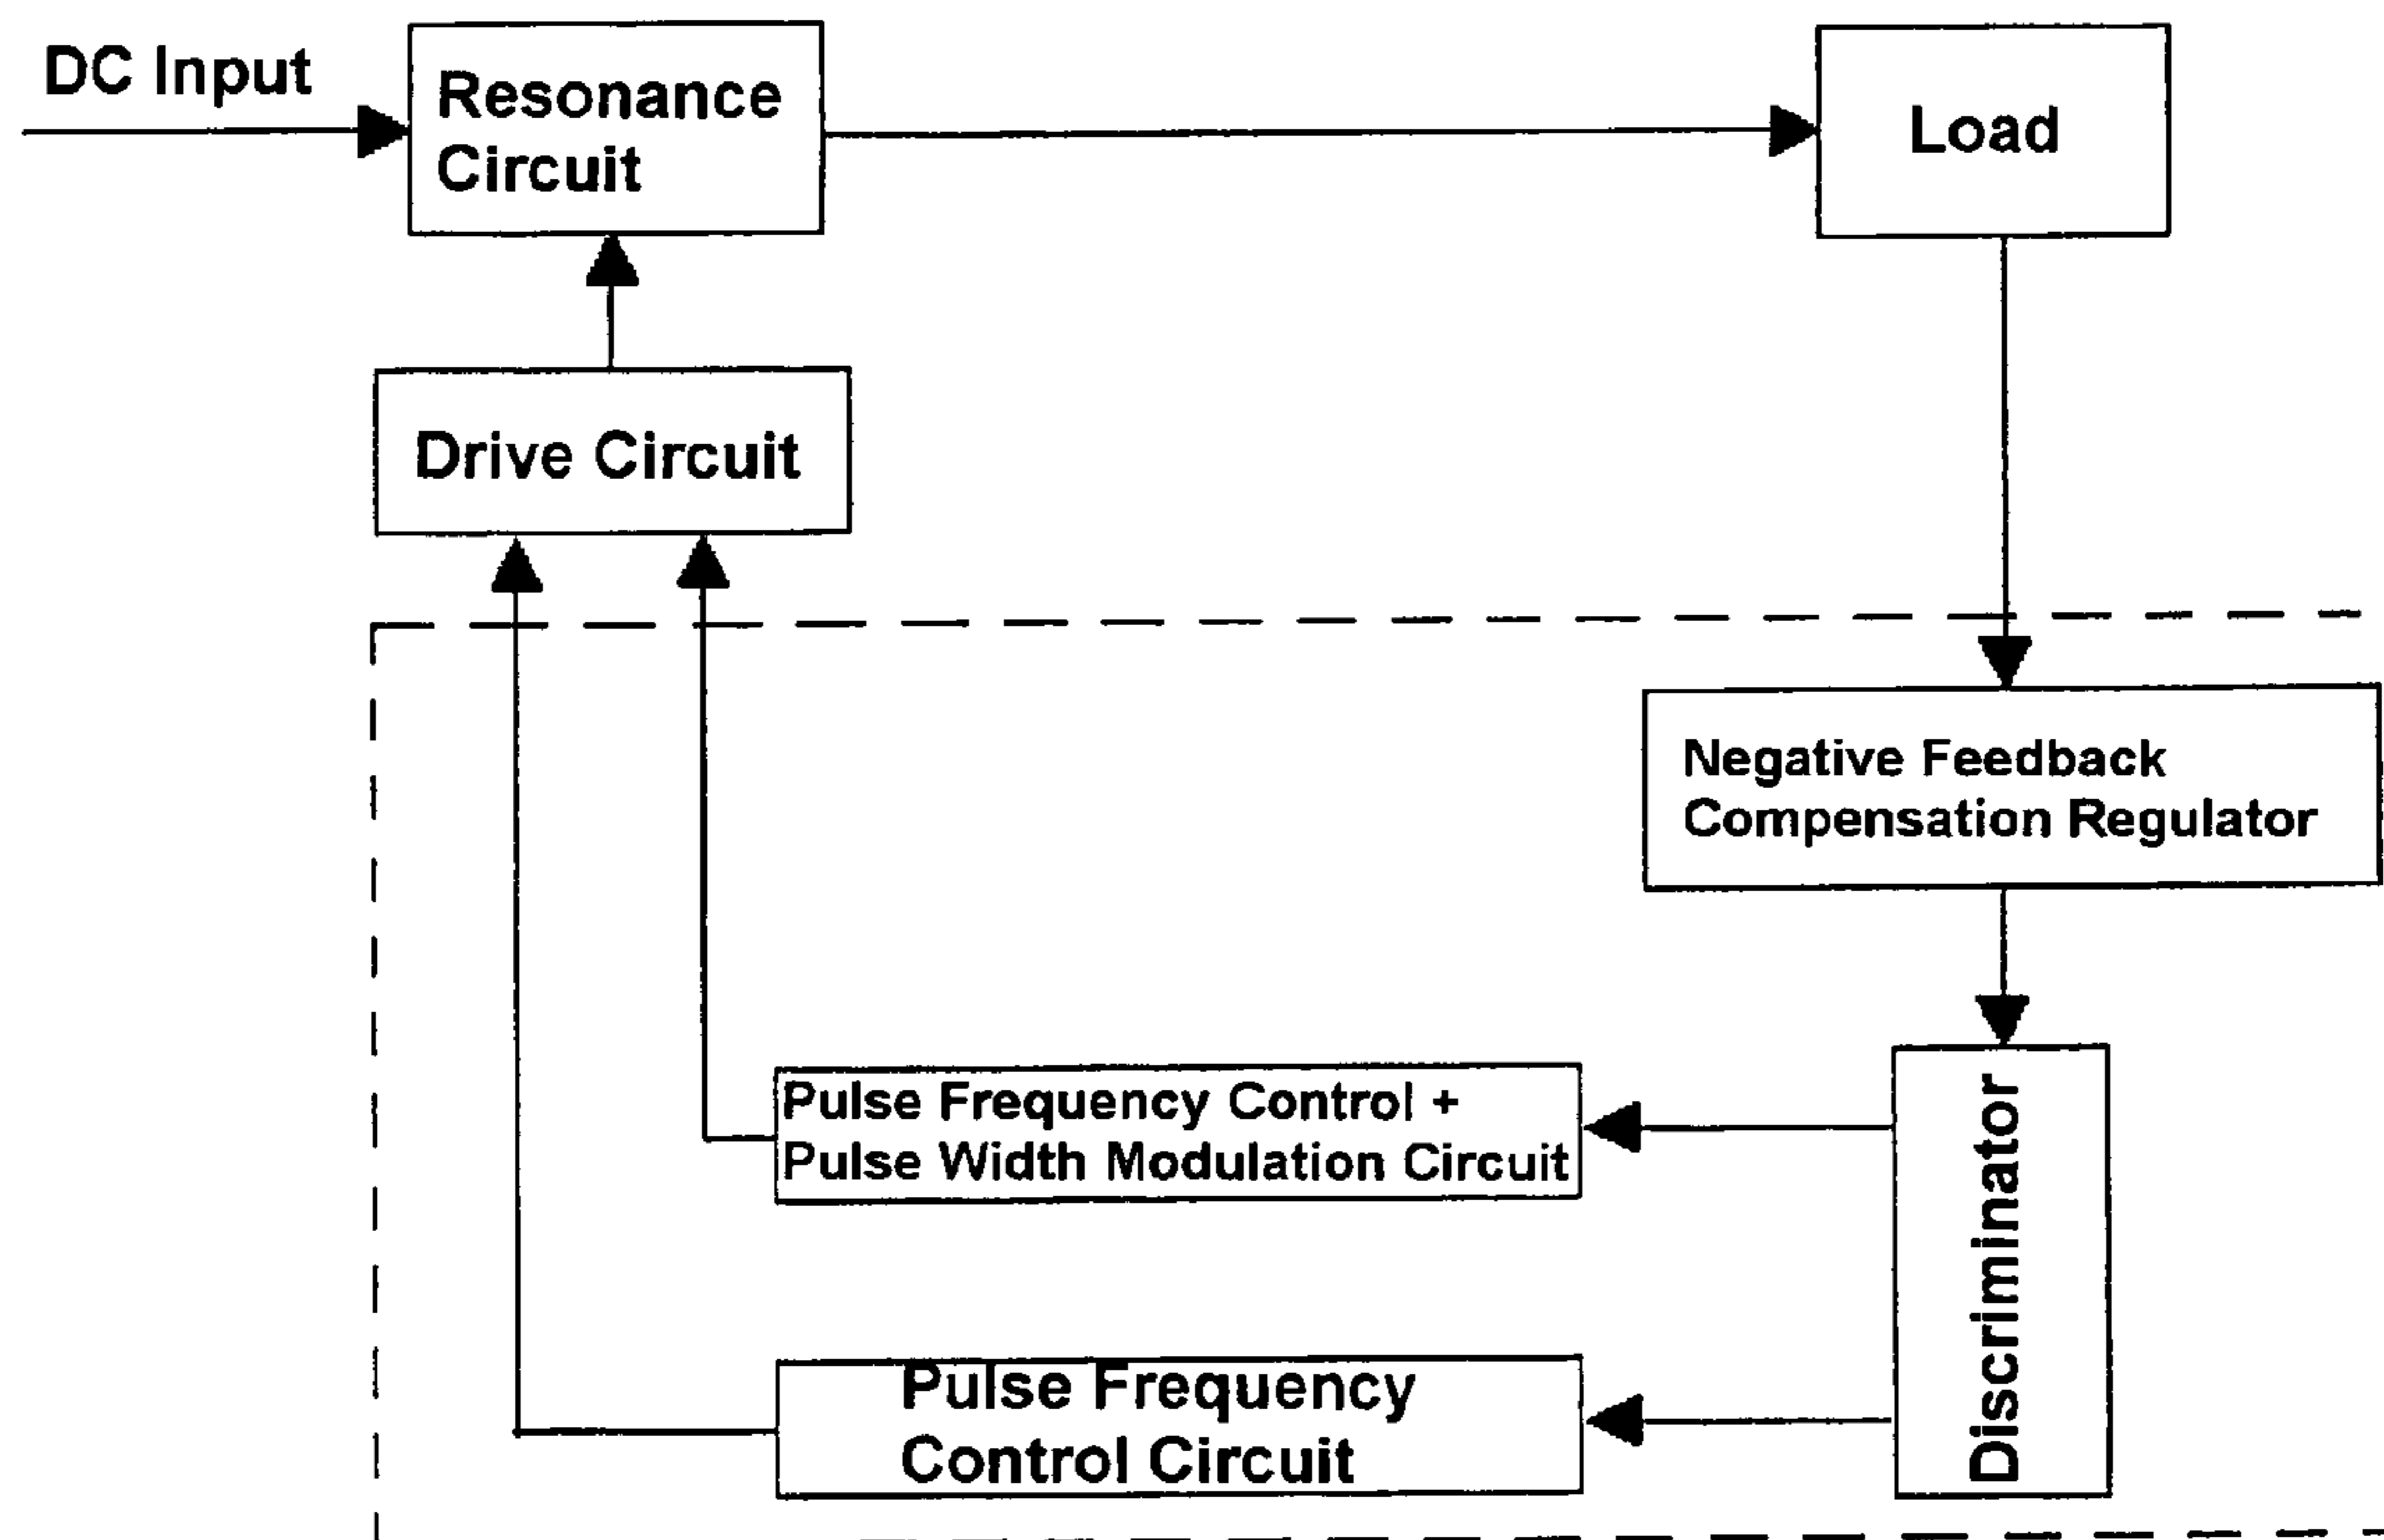 DC Input
Resonance
Circuit
Load
Drive Circuit
Negative Feedback
Compensation Regulator
Pulse Frequency Control +
Pulse Width Modulation Circuit
Discriminator
Pulse Frequency
Control Circuit